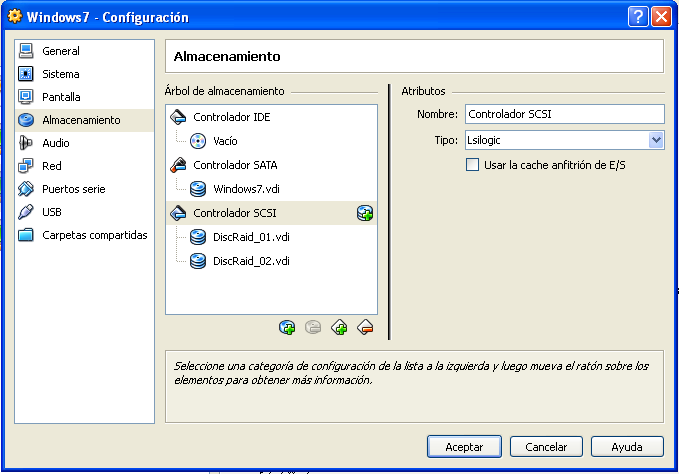 Windows7 - Configuración
General
Sistema
Pantalla
Almacenamiento
Audio
Red
Puertos serie
USB
Carpetas compartidas
Almacenamiento
Árbol de almacenamiento
Controlador IDE
Vacío
Controlador SATA
Windows7.vdi
Controlador SCSI
DiscRaid_01.vdi
DiscRaid_02.vdi
Atributos
Nombre: Controlador SCSI
Tipo: Lsilogic
Usar la cache anfitrión de E/S
Seleccione una categoría de configuración de la lista a la izquierda y luego mueva el ratón sobre los
elementos para obtener más información.
Aceptar Cancelar Ayuda